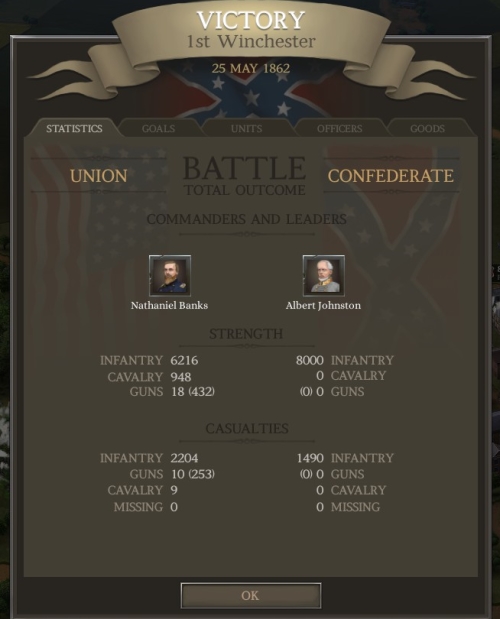 VICTORY
1st Winchester
25 MAY 1862
STATISTICS GOALS UNITS OFFICERS GOODS
UNION BATTLE CONFEDERATE
TOTAL OUTCOME
COMMANDERS AND LEADERS
Nathaniel Banks Albert Johnston
STRENGTH
INFANTRY 6216 8000 INFANTRY
CAVALRY 948 0 CAVALRY
GUNS 18 (432) (0) 0 GUNS
CASUALTIES
INFANTRY 2204 1490 INFANTRY
GUNS 10 (253) (0) 0 GUNS
CAVALRY 9 0 CAVALRY
MISSING 0 0 MISSING
OK